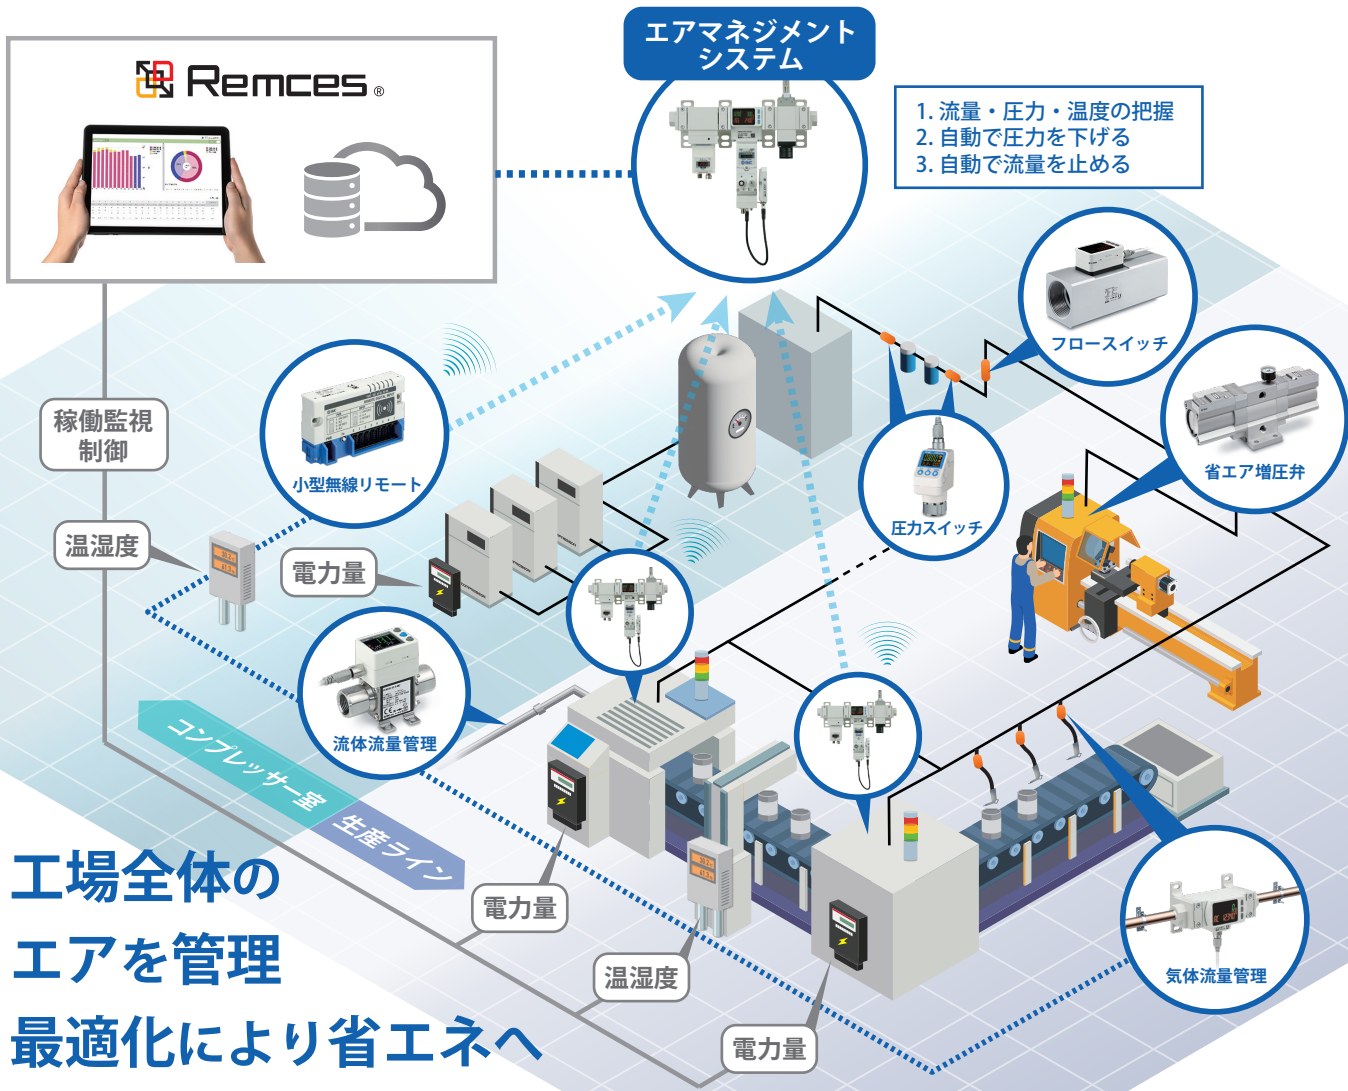 Remces®
エアマネジメント
システム
1. 流量・圧力・温度の把握
2. 自動で圧力を下げる
3. 自動で流量を止める
フロースイッチ
省エア増圧弁
圧力スイッチ
小型無線リモート
稼働監視
制御
温湿度
電力量
流体流量管理
コンプレッサー室
生産ライン
電力量
温湿度
電力量
気体流量管理
工場全体の
エアを管理
最適化により省エネへ